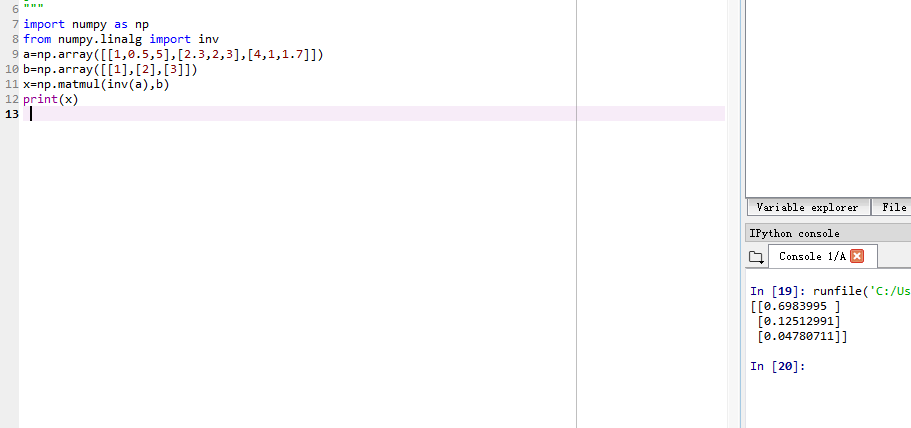 6 """
7 import numpy as np
8 from numpy.linalg import inv
9 a=np.array([[1,0.5,5],[2.3,2,3],[4,1,1.7]])
10 b=np.array([[1],[2],[3]])
11 x=np.matmul(inv(a),b)
12 print(x)
13
Variable explorer
File
IPython console
Console 1/A
In [19]: runfile('C:/Us
[[0.6983995 ]
[0.12512991]
[0.04780711]]
In [20]: